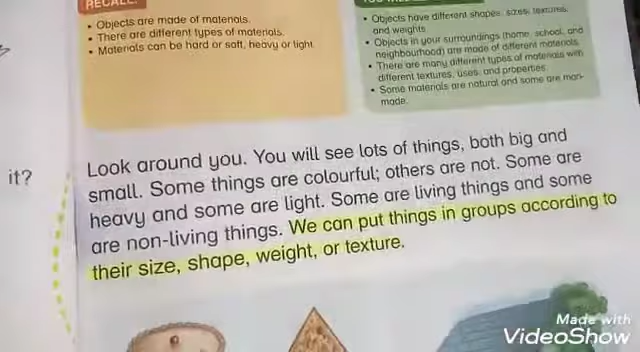 RECALL
• Objects are made of materials.
• There are different types of materials.
• Materials can be hard or soft, heavy or light.
• Objects have different shapes, sizes, textures,
and weights.
• Objects in your surroundings (home, school, and
neighbourhood) are made of different materials.
• There are many different types of materials with
different textures, uses, and properties.
• Some materials are natural and some are man-
made.
it?
Look around you. You will see lots of things, both big and
small. Some things are colourful; others are not. Some are
heavy and some are light. Some are living things and some
are non-living things. We can put things in groups according to
their size, shape, weight, or texture.
Made with
VideoShow